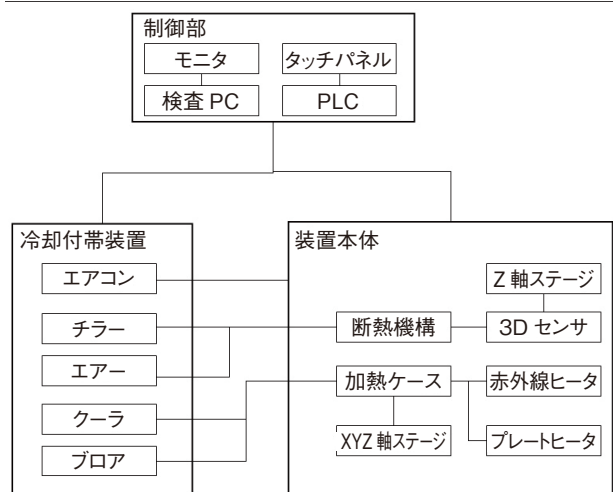 制御部
モニタ
タッチパネル
検査 PC
PLC
冷却付帯装置
エアコン
チラー
エアー
クーラ
ブロア
装置本体
Z 軸ステージ
断熱機構
3D センサ
加熱ケース
赤外線ヒータ
XYZ 軸ステージ
プレートヒータ